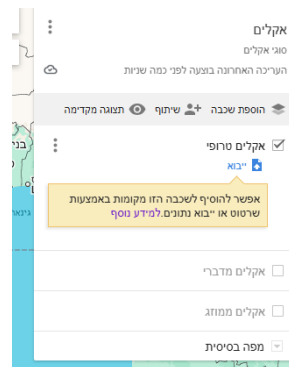 אקלים
סוגי אקלים
העריכה האחרונה בוצעה לפני כמה שניות
הוספת שכבה שיתוף תצוגה מקדימה
אקלים טרופי
ייבוא
אפשר להוסיף לשכבה הזו מקומות באמצעות
שרטוט או ייבוא נתונים.למידע נוסף
אקלים מדברי
אקלים ממוזג
מפה בסיסית